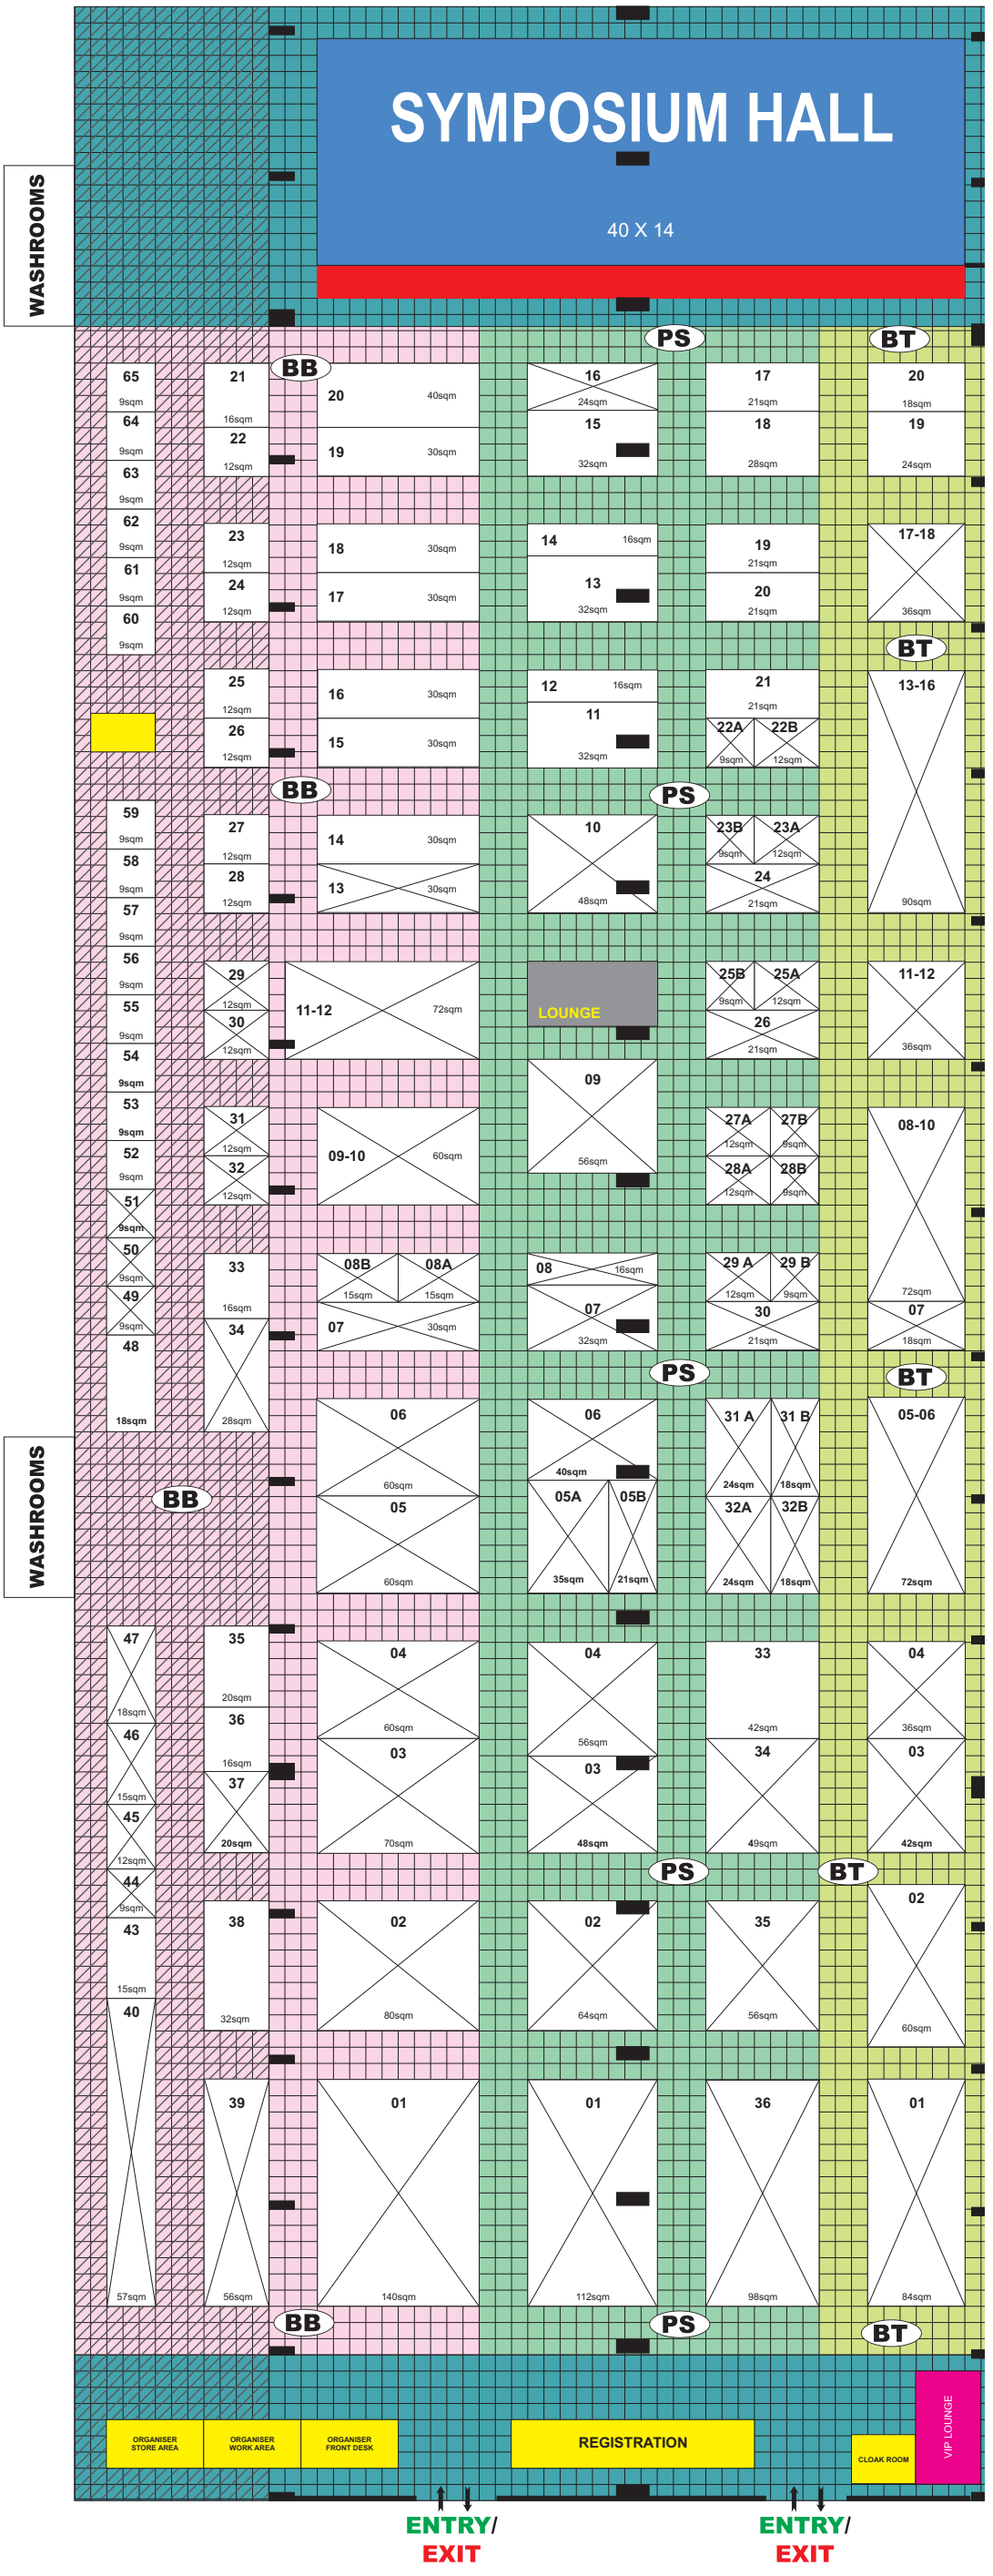 SYMPOSIUM HALL
40 X 14
WASHROOMS
PS
BT
BB
65
9sqm
64
9sqm
63
9sqm
62
9sqm
61
9sqm
60
9sqm
21
16sqm
22
12sqm
23
12sqm
24
12sqm
25
12sqm
26
12sqm
20 40sqm
19 30sqm
18 30sqm
17 30sqm
16 30sqm
15 30sqm
16
24sqm
15
32sqm
14 16sqm
13
32sqm
12 16sqm
11
32sqm
17
21sqm
18
28sqm
19
21sqm
20
21sqm
21
21sqm
22A 22B
9sqm 12sqm
20
18sqm
19
24sqm
17-18
36sqm
BT
13-16
90sqm
BB
PS
59
9sqm
58
9sqm
57
9sqm
56
9sqm
55
9sqm
54
9sqm
53
9sqm
52
9sqm
51
9sqm
50
9sqm
49
9sqm
48
18sqm
27
12sqm
28
12sqm
29
12sqm
30
12sqm
31
12sqm
32
12sqm
33
16sqm
34
28sqm
14 30sqm
13 30sqm
11-12 72sqm
09-10 60sqm
08B 08A
15sqm 15sqm
07 30sqm
10
48sqm
LOUNGE
09
56sqm
08 16sqm
07
32sqm
23B 23A
9sqm 12sqm
24
21sqm
25B 25A
9sqm 12sqm
26
21sqm
27A 27B
12sqm 9sqm
28A 28B
12sqm 9sqm
29 A 29 B
12sqm 9sqm
30
21sqm
11-12
36sqm
08-10
72sqm
07
18sqm
PS
BT
WASHROOMS
BB
06
60sqm
05
60sqm
06
40sqm
05A 05B
35sqm 21sqm
31 A 31 B
24sqm 18sqm
32A 32B
24sqm 18sqm
05-06
72sqm
47
18sqm
46
15sqm
45
12sqm
44
9sqm
43
15sqm
40
57sqm
35
20sqm
36
16sqm
37
20sqm
38
32sqm
39
56sqm
04
60sqm
03
70sqm
02
80sqm
01
140sqm
04
56sqm
03
48sqm
02
64sqm
01
112sqm
33
42sqm
34
49sqm
PS
BT
35
56sqm
36
98sqm
04
36sqm
03
42sqm
02
60sqm
01
84sqm
BB
PS
BT
ORGANISER
STORE AREA
ORGANISER
WORK AREA
ORGANISER
FRONT DESK
REGISTRATION
CLOAK ROOM
VIP LOUNGE
ENTRY/
EXIT
ENTRY/
EXIT